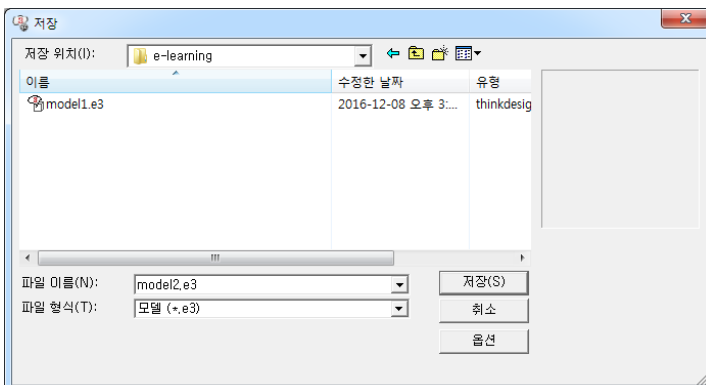 저장
저장 위치(I): e-learning
이름 수정한 날짜 유형
model1.e3 2016-12-08 오후 3:... thinkdesig
파일 이름(N): model2.e3 저장(S)
파일 형식(T): 모델 (*.e3) 취소
옵션